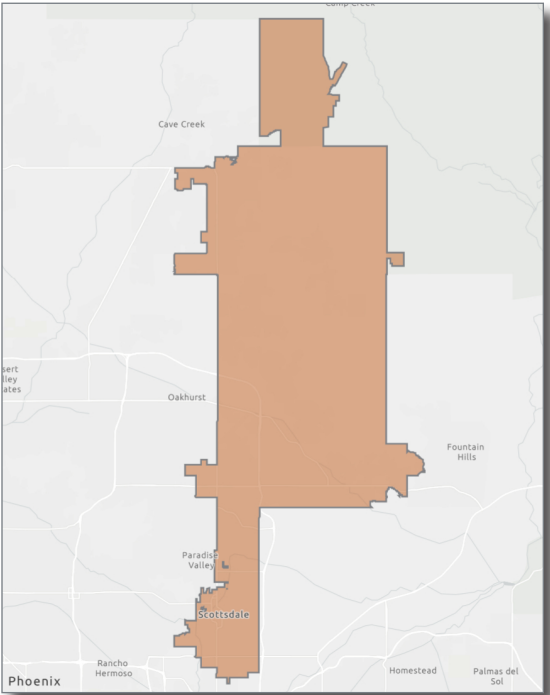 Camp Creek
Cave Creek
sert
lley
ates
Oakhurst
Fountain
Hills
Paradise
Valley
Scottsdale
Rancho
Hermoso
Homestead
Palmas del
Sol
Phoenix